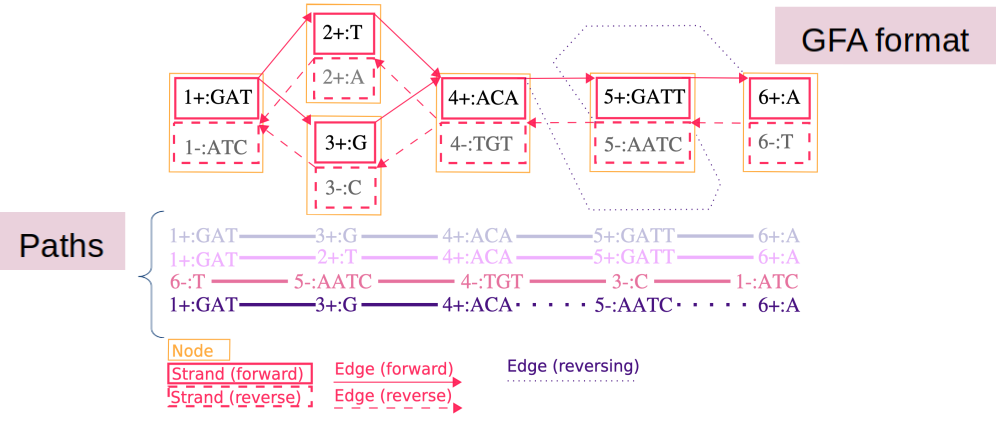 GFA format
2+:T
2+:A
1+:GAT
1-:ATC
3+:G
3-:C
4+:ACA
4-:TGT
5+:GATT
5-:AATC
6+:A
6-:T
Paths
1+:GAT 3+:G 4+:ACA 5+:GATT 6+:A
1+:GAT 2+:T 4+:ACA 5+:GATT 6+:A
6-:T 5-:AATC 4-:TGT 3-:C 1-:ATC
1+:GAT 3+:G 4+:ACA 5-:AATC 6+:A
Node
Strand (forward)
Strand (reverse)
Edge (forward)
Edge (reverse)
Edge (reversing)